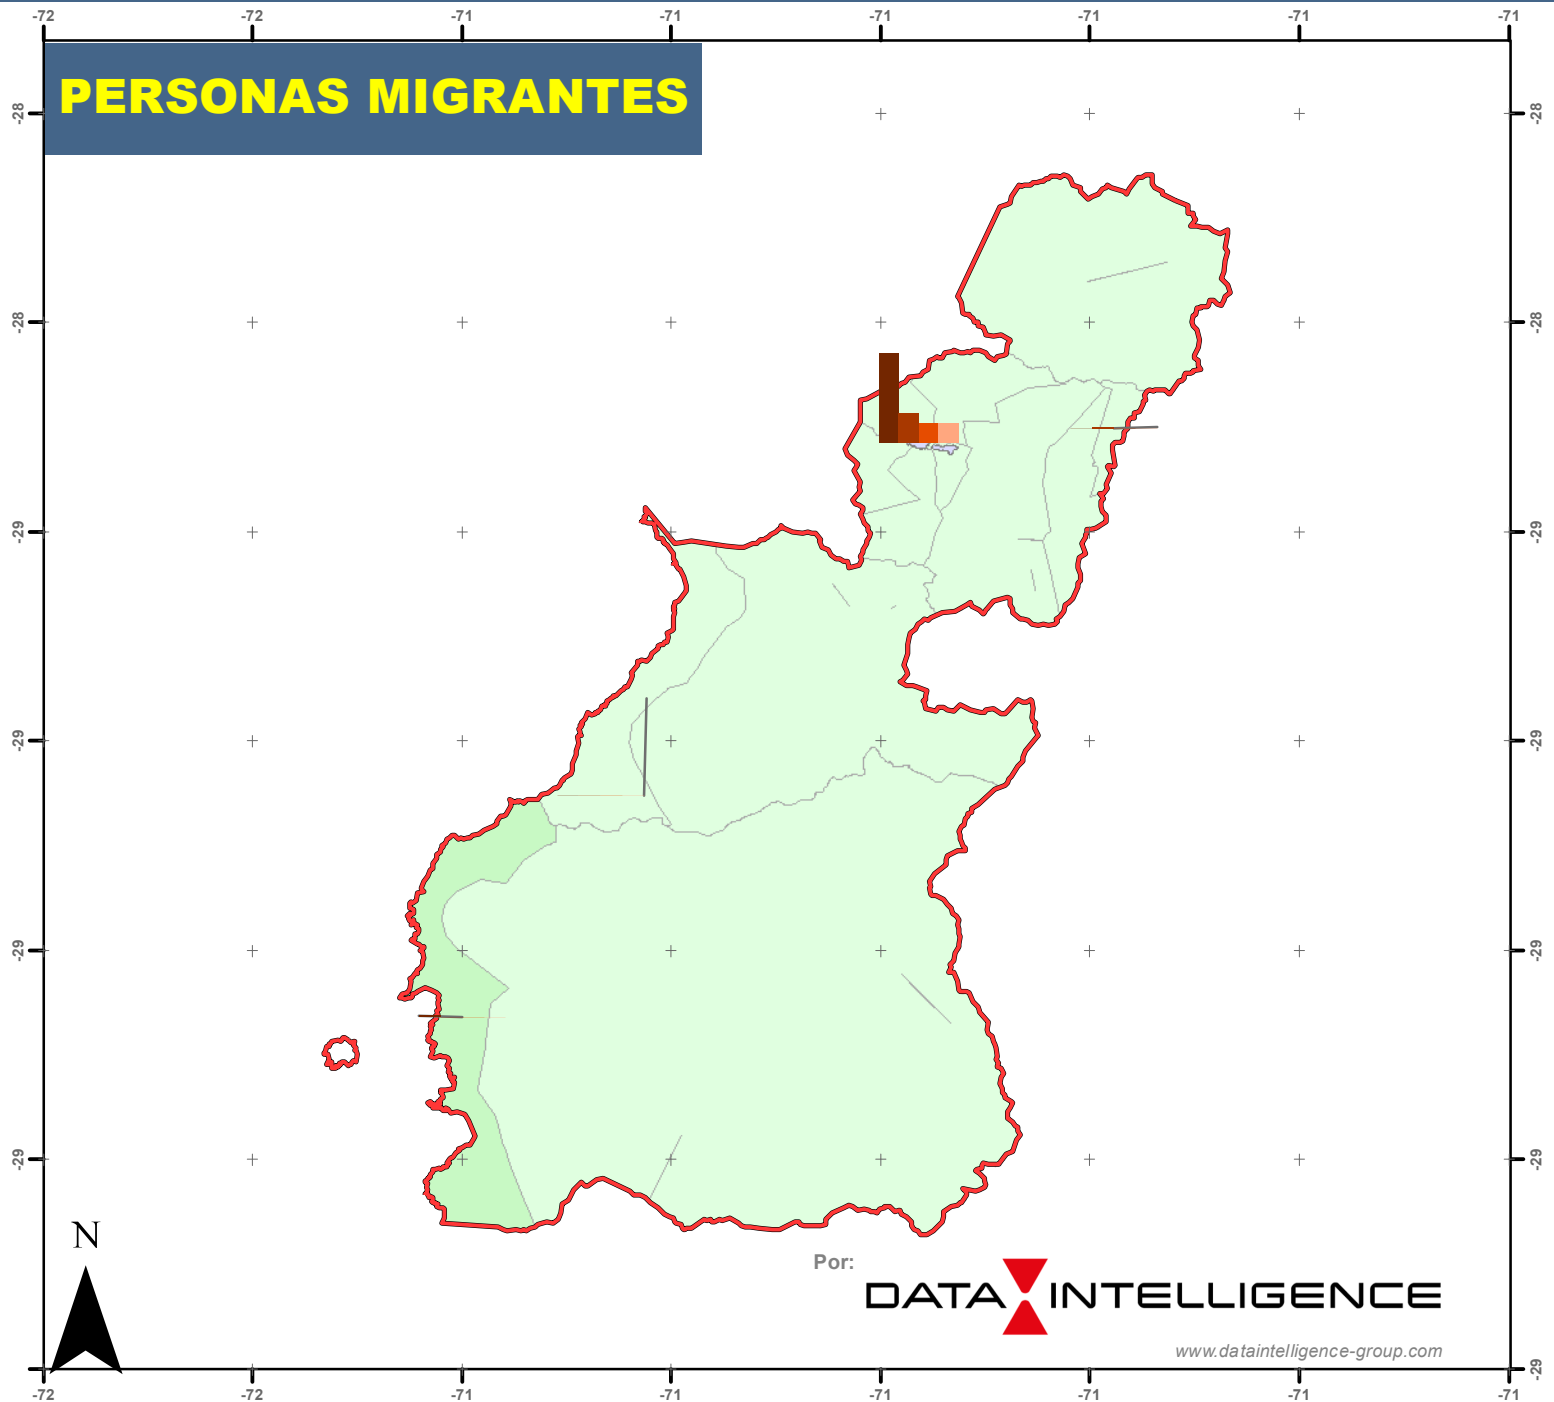 -72 -72 -71 -71 -71 -71 -71 -71
PERSONAS MIGRANTES
-28 -28
-28 -28
-29 -29
-29 -29
-29 -29
-29 -29
N
Por:
DATA INTELLIGENCE
www.dataintelligence-group.com
-29
-72 -72 -71 -71 -71 -71 -71 -71